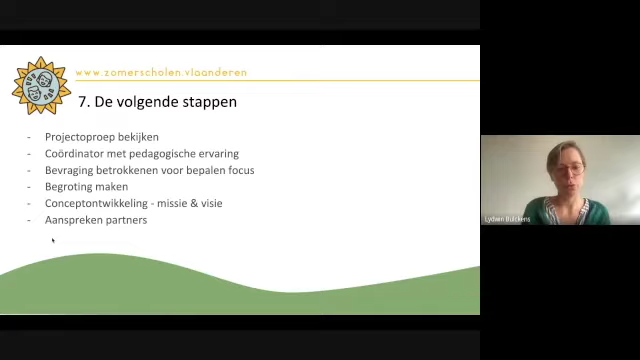 www.zomerscholen.vlaanderen
7. De volgende stappen
- Projectoproep bekijken
- Coördinator met pedagogische ervaring
- Bevraging betrokkenen voor bepalen focus
- Begroting maken
- Conceptontwikkeling - missie & visie
- Aanspreken partners
Lydwin Bulckens